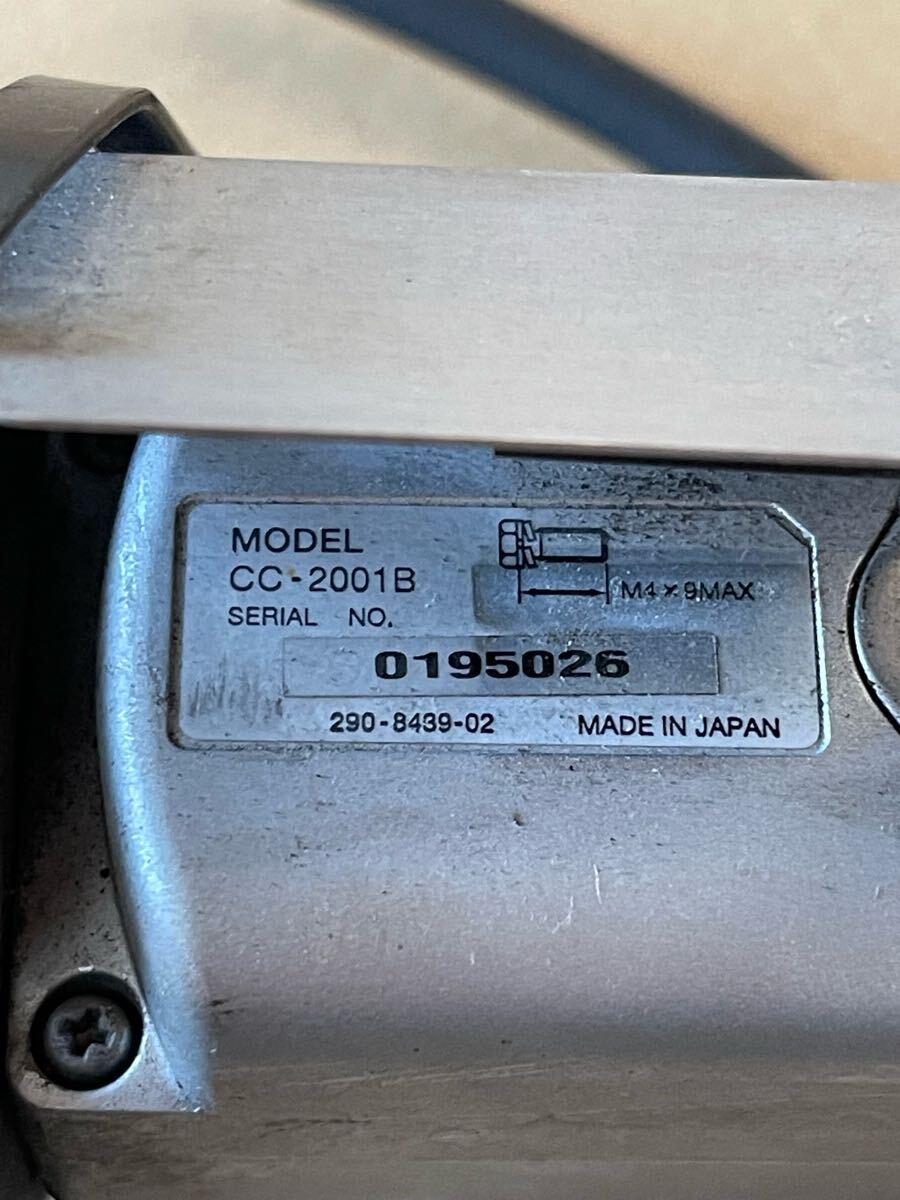 MODEL
CC-2001B
M4×9MAX
SERIAL NO.
0195026
290-8439-02 MADE IN JAPAN